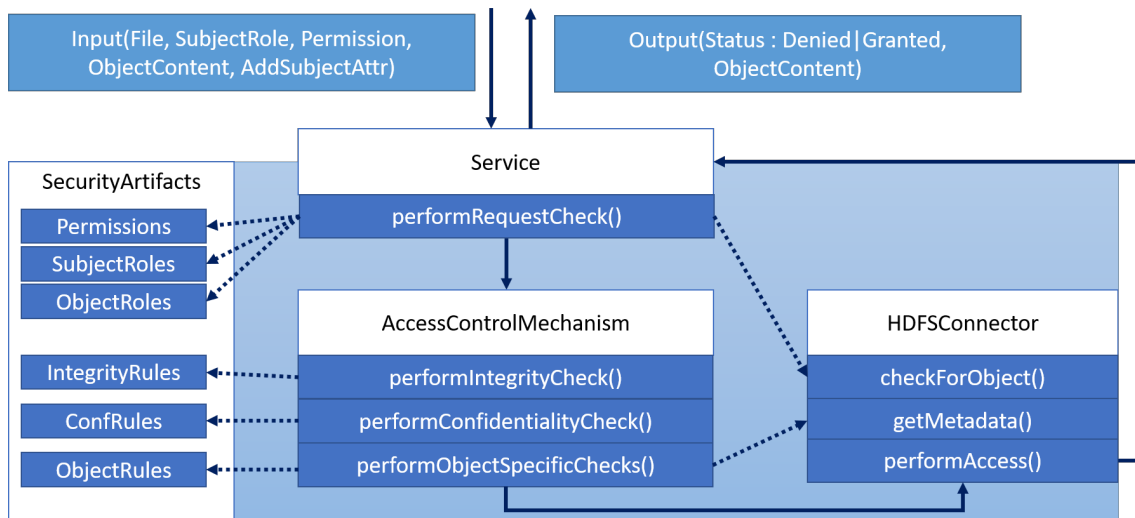 Input(File, SubjectRole, Permission,
ObjectContent, AddSubjectAttr)
Output(Status : Denied|Granted,
ObjectContent)
Service
performRequestCheck()
SecurityArtifacts
Permissions
SubjectRoles
ObjectRoles
IntegrityRules
ConfRules
ObjectRules
AccessControlMechanism
performIntegrityCheck()
performConfidentialityCheck()
performObjectSpecificChecks()
HDFSConnector
checkForObject()
getMetadata()
performAccess()